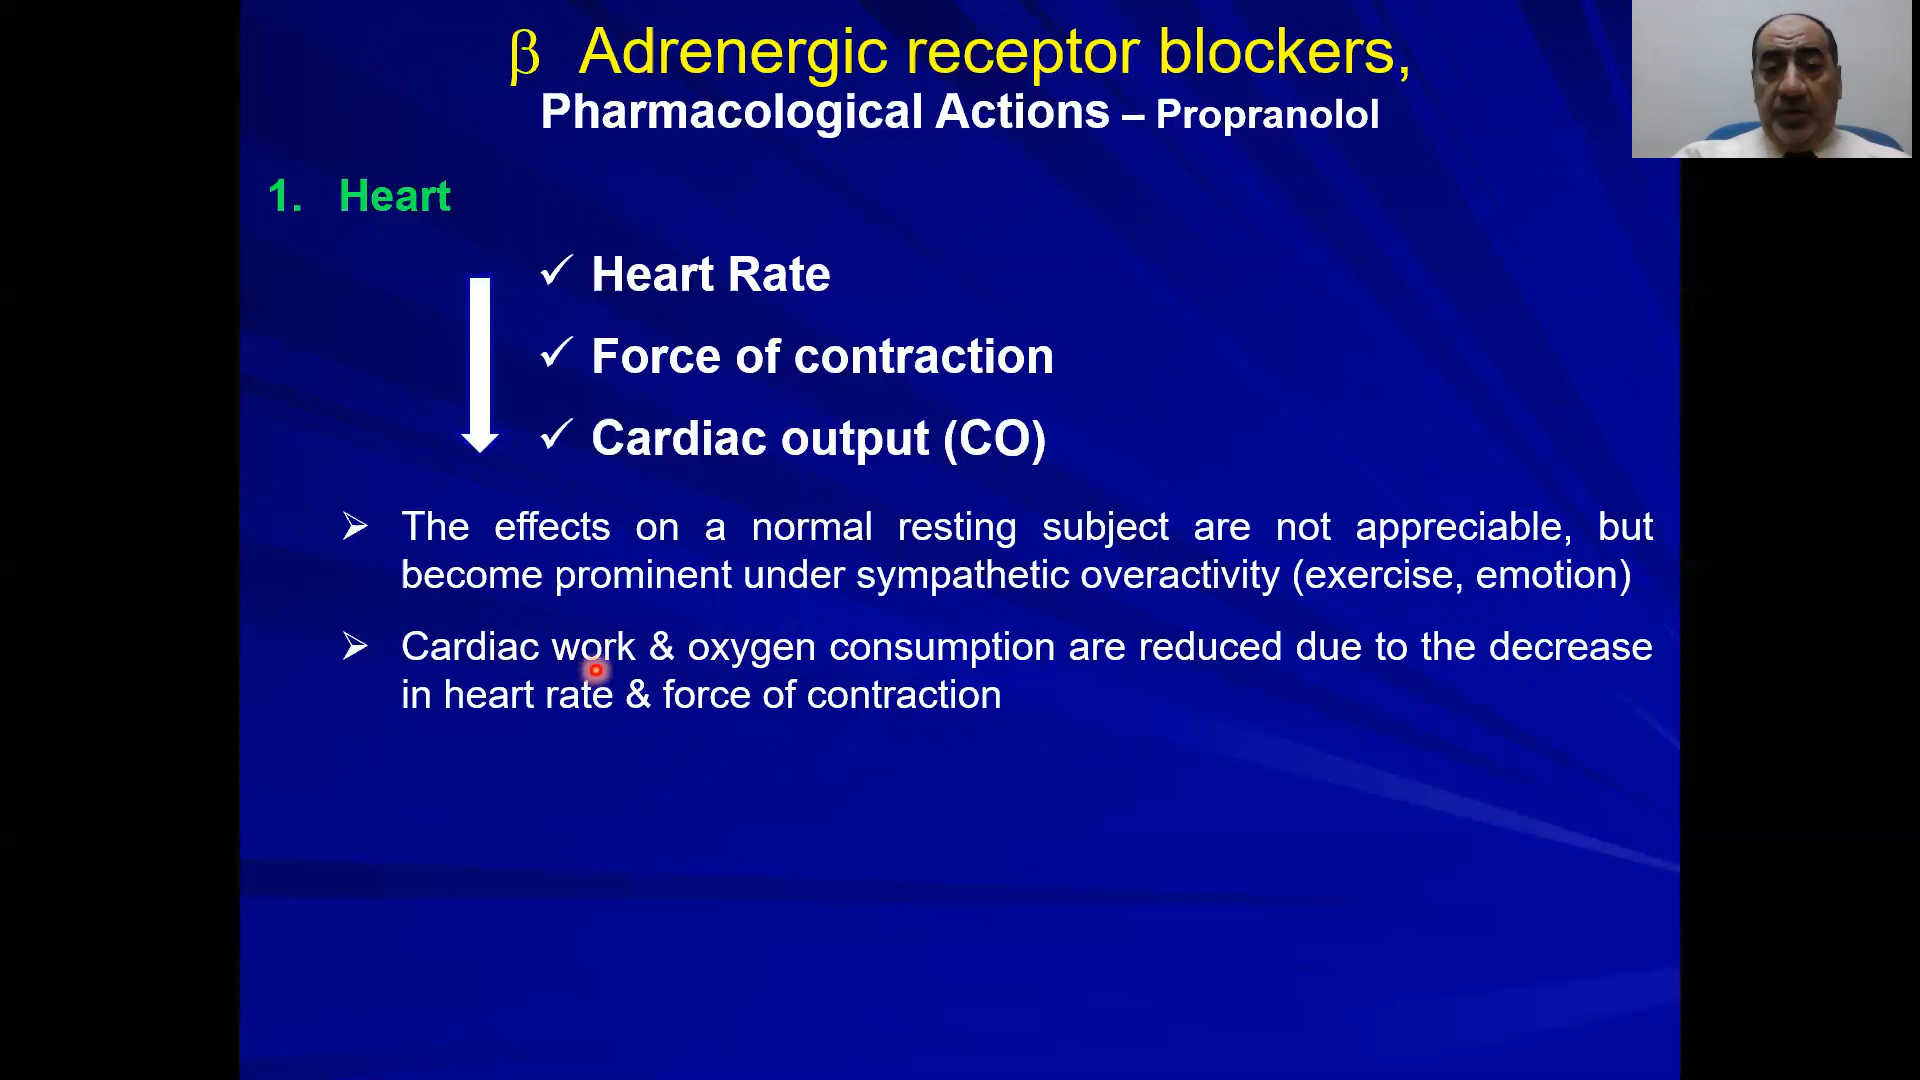 β Adrenergic receptor blockers,
Pharmacological Actions – Propranolol
1. Heart
✓ Heart Rate
✓ Force of contraction
✓ Cardiac output (CO)
➢ The effects on a normal resting subject are not appreciable, but
become prominent under sympathetic overactivity (exercise, emotion)
➢ Cardiac work & oxygen consumption are reduced due to the decrease
in heart rate & force of contraction